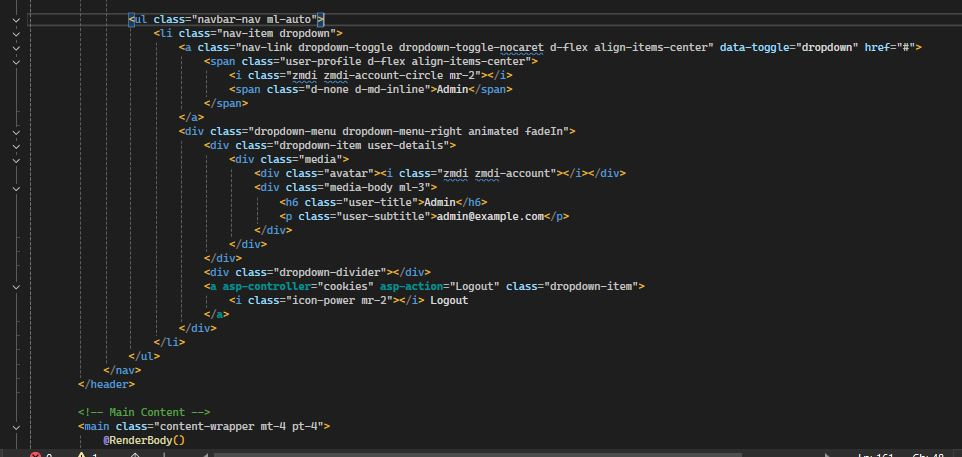 <ul class="navbar-nav ml-auto">
<li class="nav-item dropdown">
<a class="nav-link dropdown-toggle dropdown-toggle-nocaret d-flex align-items-center" data-toggle="dropdown" href="#">
<span class="user-profile d-flex align-items-center">
<i class="zmdi zmdi-account-circle mr-2"></i>
<span class="d-none d-md-inline">Admin</span>
</span>
</a>
<div class="dropdown-menu dropdown-menu-right animated fadeIn">
<div class="dropdown-item user-details">
<div class="media">
<div class="avatar"><i class="zmdi zmdi-account"></i></div>
<div class="media-body ml-3">
<h6 class="user-title">Admin</h6>
<p class="user-subtitle">admin@example.com</p>
</div>
</div>
</div>
<div class="dropdown-divider"></div>
<a asp-controller="cookies" asp-action="Logout" class="dropdown-item">
<i class="icon-power mr-2"></i> Logout
</a>
</div>
</li>
</ul>
</nav>
</header>
<!-- Main Content -->
<main class="content-wrapper mt-4 pt-4">
@RenderBody()